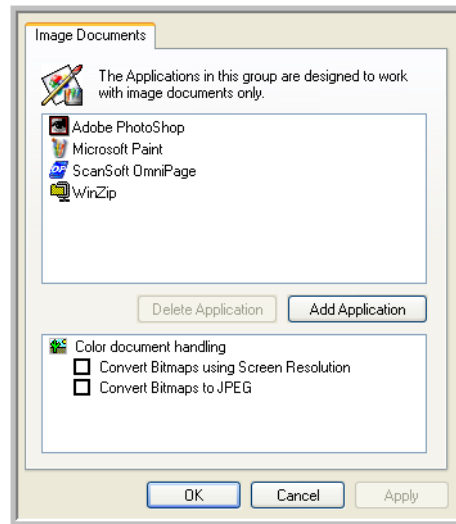 Image Documents
The Applications in this group are designed to work
with image documents only.
Adobe PhotoShop
Microsoft Paint
ScanSoft OmniPage
WinZip
Delete Application
Add Application
Color document handling
Convert Bitmaps using Screen Resolution
Convert Bitmaps to JPEG
OK
Cancel
Apply